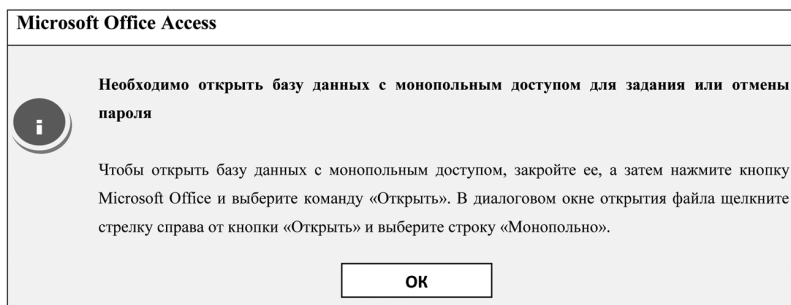 Microsoft Office Access
Необходимо открыть базу данных с монопольным доступом для задания или отмены
пароля
Чтобы открыть базу данных с монопольным доступом, закройте ее, а затем нажмите кнопку
Microsoft Office и выберите команду «Открыть». В диалоговом окне открытия файла щелкните
стрелку справа от кнопки «Открыть» и выберите строку «Монопольно».
ОК